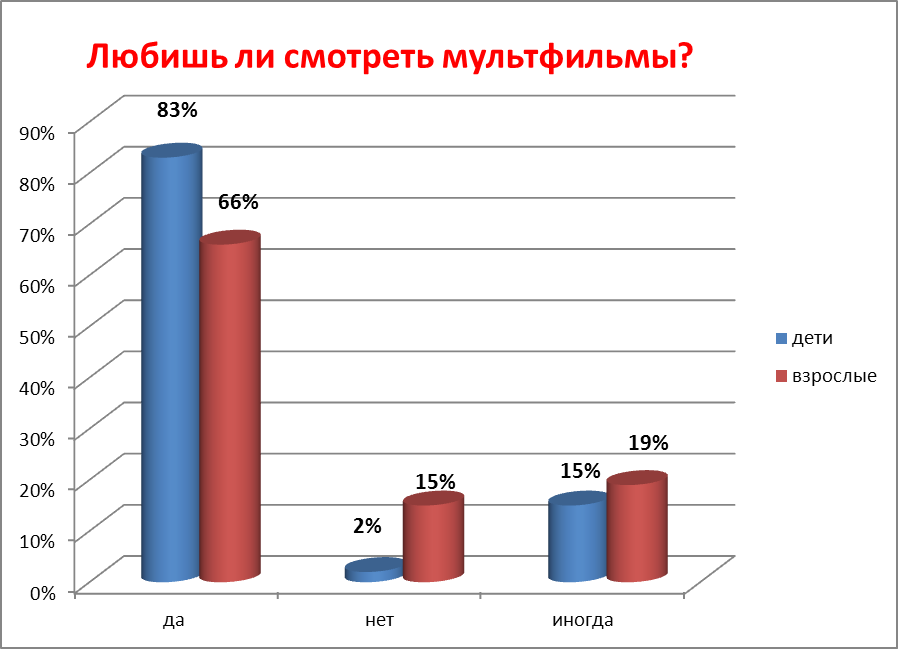 Любишь ли смотреть мультфильмы?
83%
66%
2%
15%
15%
19%
90%
80%
70%
60%
50%
40%
30%
20%
10%
0%
да
нет
иногда
дети
взрослые